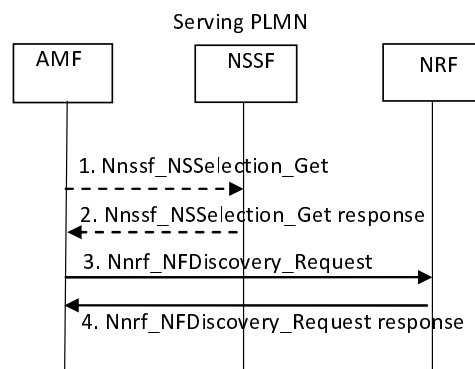 Serving PLMN
AMF
NSSF
NRF
1. Nnssf_NSSelection_Get
2. Nnssf_NSSelection_Get response
3. Nnrf_NFDiscovery_Request
4. Nnrf_NFDiscovery_Request response